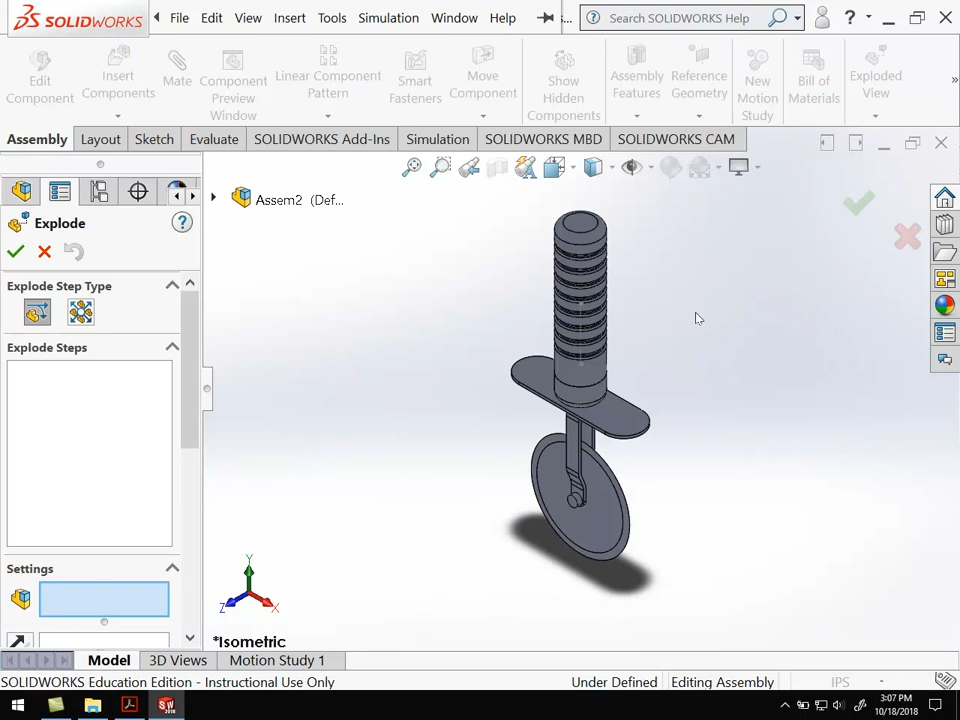 SOLIDWORKS
File Edit View Insert Tools Simulation Window Help s...
Search SOLIDWORKS Help
?
Edit Component
Insert Components
Mate
Component Preview Window
Linear Component Pattern
Smart Fasteners
Move Component
Show Hidden Components
Assembly Features
Reference Geometry
New Motion Study
Bill of Materials
Exploded View
»
Assembly Layout Sketch Evaluate SOLIDWORKS Add-Ins Simulation SOLIDWORKS MBD SOLIDWORKS CAM
Assem2 (Def...
Explode
?
Explode Step Type
Explode Steps
Settings
Y
Z
X
*Isometric
Model 3D Views Motion Study 1
SOLIDWORKS Education Edition - Instructional Use Only
Under Defined Editing Assembly IPS -
3:07 PM
10/18/2018